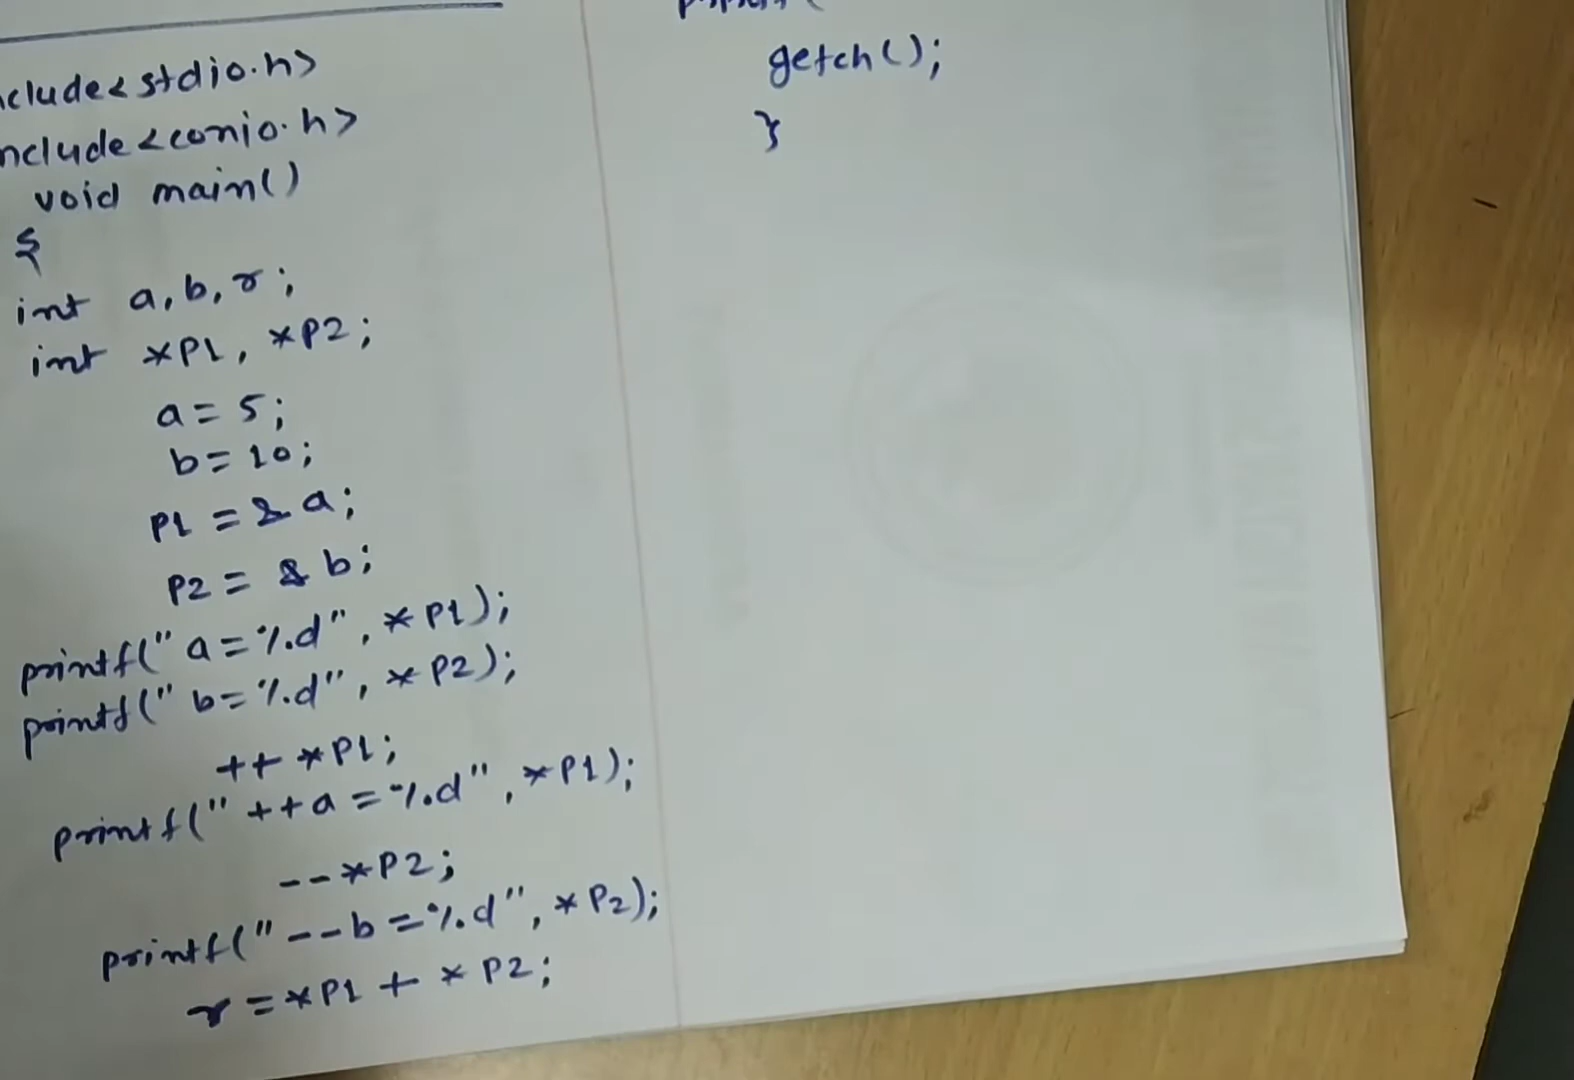 nclude<stdio.h>
nclude<conio.h>
void main()
{
int a,b,r;
int *P1, *P2;
a=5;
b=10;
P1 = & a;
P2 = & b;
printf(" a=%d", *P1);
printf(" b=%d", *P2);
++ *P1;
printf(" ++a =%d", *P1);
--*P2;
printf(" --b =%d", *P2);
r =*P1 + * P2;
getch();
}